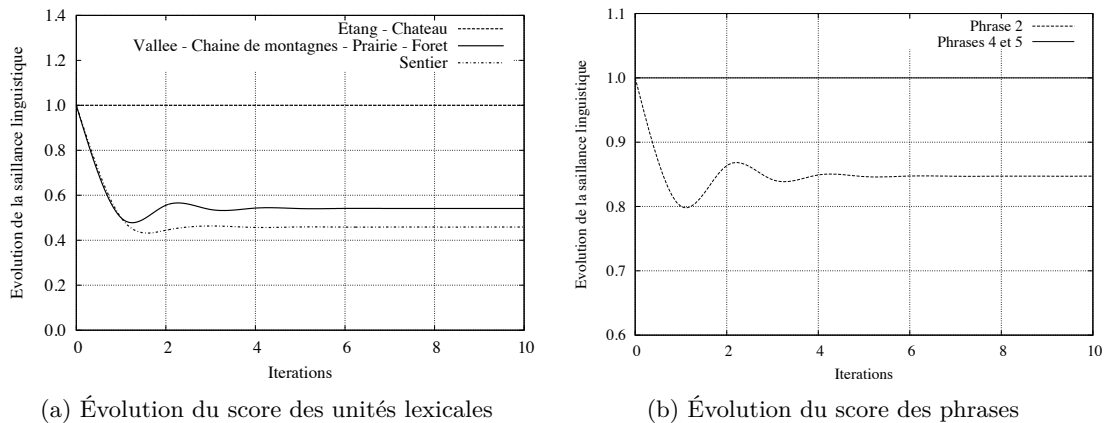 1.4
1.2
1.0
0.8
0.6
0.4
0.2
0.0
Evolution de la saillance linguistique
Etang - Chateau
Vallee - Chaine de montagnes - Prairie - Foret
Sentier
0 2 4 6 8 10
Iterations
(a) Évolution du score des unités lexicales
1.1
1.0
0.9
0.8
0.7
0.6
Evolution de la saillance linguistique
Phrase 2
Phrases 4 et 5
0 2 4 6 8 10
Iterations
(b) Évolution du score des phrases